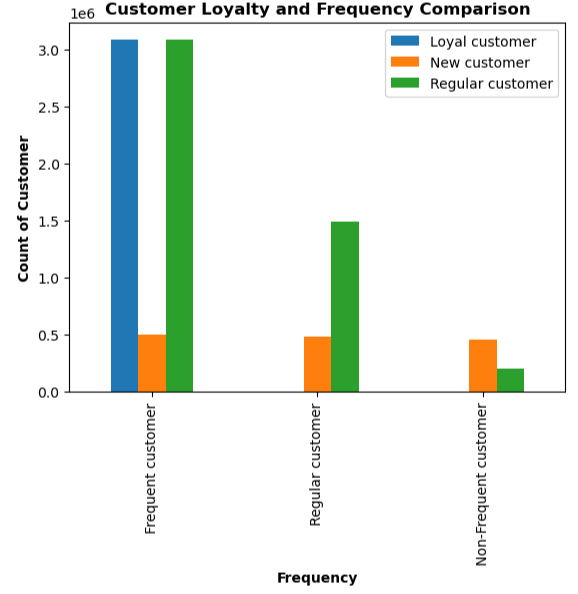 Customer Loyalty and Frequency Comparison
1e6
Loyal customer
New customer
Regular customer
3.0
2.5
2.0
1.5
1.0
0.5
0.0
Count of Customer
Frequent customer
Regular customer
Non-Frequent customer
Frequency